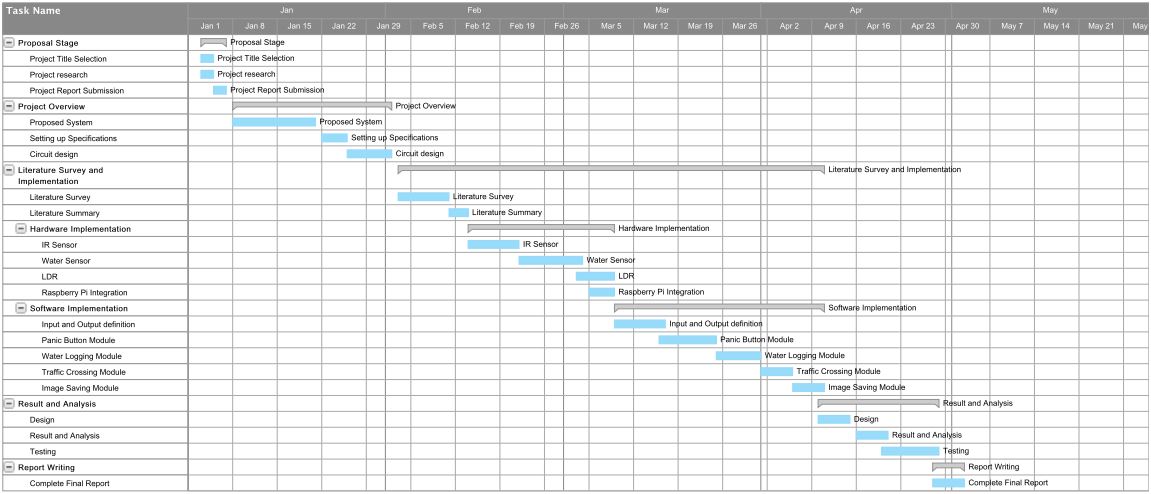 Task Name
Jan Feb Mar Apr May
Jan 1 Jan 8 Jan 15 Jan 22 Jan 29 Feb 5 Feb 12 Feb 19 Feb 26 Mar 5 Mar 12 Mar 19 Mar 26 Apr 2 Apr 9 Apr 16 Apr 23 Apr 30 May 7 May 14 May 21 May
Proposal Stage Proposal Stage
Project Title Selection Project Title Selection
Project research Project research
Project Report Submission Project Report Submission
Project Overview Project Overview
Proposed System Proposed System
Setting up Specifications Setting up Specifications
Circuit design Circuit design
Literature Survey and Literature Survey and Implementation
Implementation
Literature Survey Literature Survey
Literature Summary Literature Summary
Hardware Implementation Hardware Implementation
IR Sensor IR Sensor
Water Sensor Water Sensor
LDR LDR
Raspberry Pi Integration Raspberry Pi Integration
Software Implementation Software Implementation
Input and Output definition Input and Output definition
Panic Button Module Panic Button Module
Water Logging Module Water Logging Module
Traffic Crossing Module Traffic Crossing Module
Image Saving Module Image Saving Module
Result and Analysis Result and Analysis
Design Design
Result and Analysis Result and Analysis
Testing Testing
Report Writing Report Writing
Complete Final Report Complete Final Report